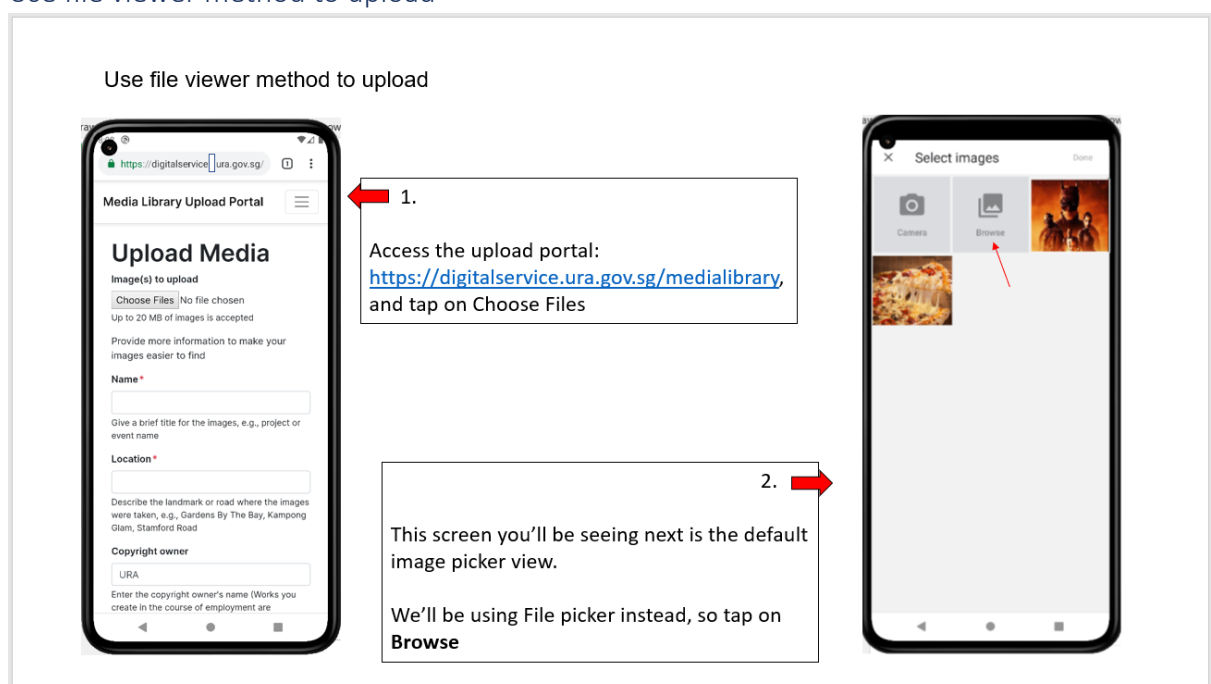 Use file viewer method to upload
Use file viewer method to upload
https://digitalservice ura.gov.sg/
1
Media Library Upload Portal
Upload Media
Image(s) to upload
Choose Files No file chosen
Up to 20 MB of images is accepted
Provide more information to make your
images easier to find
Name*
Give a brief title for the images, e.g., project or
event name
Location*
Describe the landmark or road where the images
were taken, e.g., Gardens By The Bay, Kampong
Glam, Stamford Road
Copyright owner
URA
Enter the copyright owner's name (Works you
create in the course of employment are
1.
Access the upload portal:
https://digitalservice.ura.gov.sg/medialibrary,
and tap on Choose Files
2.
This screen you'll be seeing next is the default
image picker view.
We'll be using File picker instead, so tap on
Browse
Select images
Done
Camera
Browse